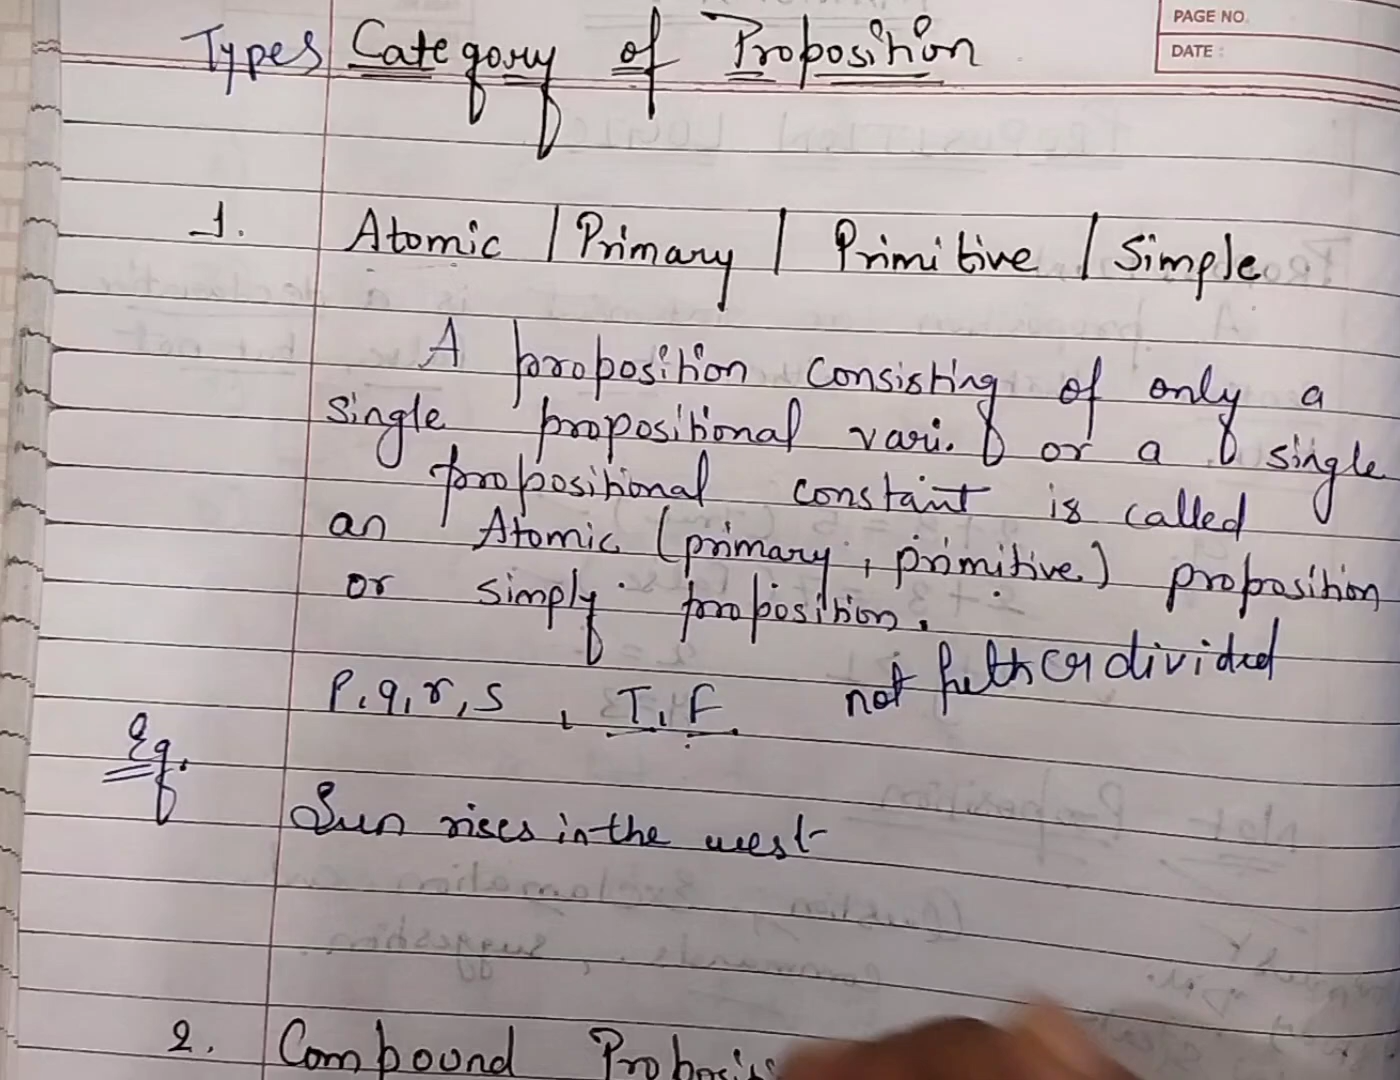 PAGE NO.
DATE :
Types Category of Proposition
1. Atomic | Primary | Primitive | Simple
A proposition consisting of only a
single propositional vari. or a single
propositional constant is called
an Atomic (primary, primitive) proposition
or simply proposition.
P, q, r, s, T, F. not futher divided
Eg.
Sun rises in the west
2. Compound